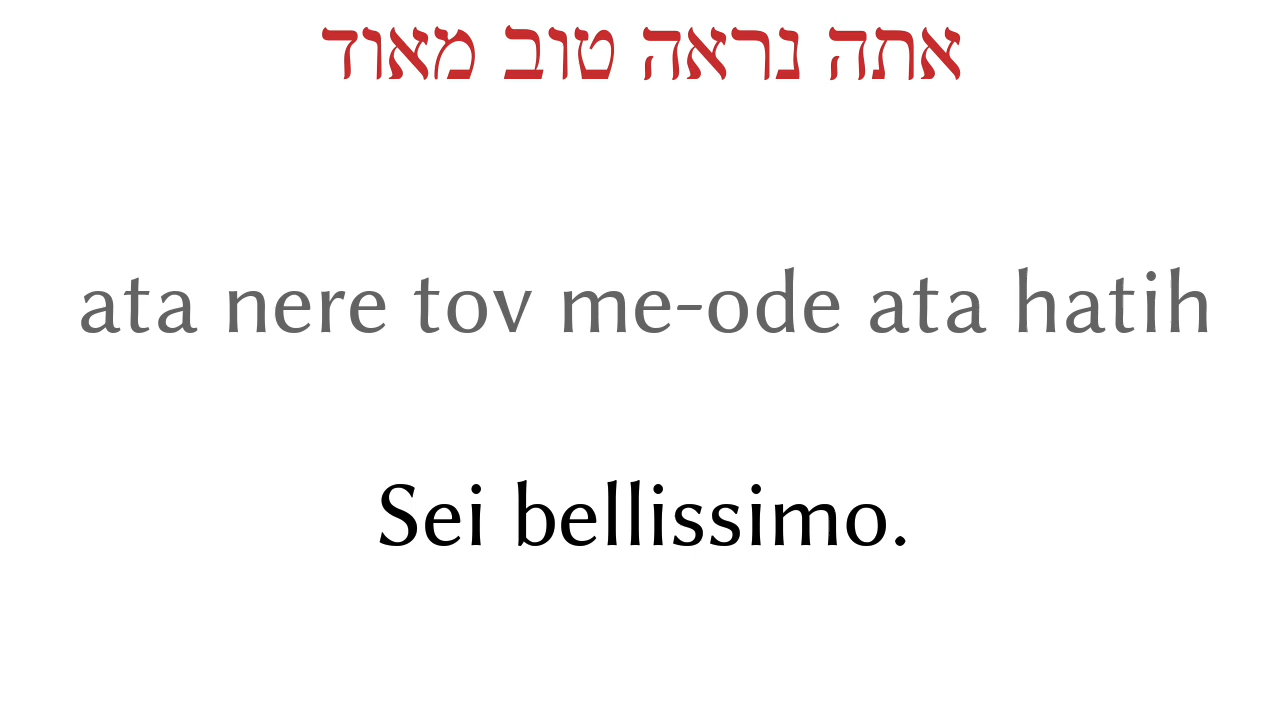 אתה נראה טוב מאוד
ata nere tov me-ode ata hatih
Sei bellissimo.